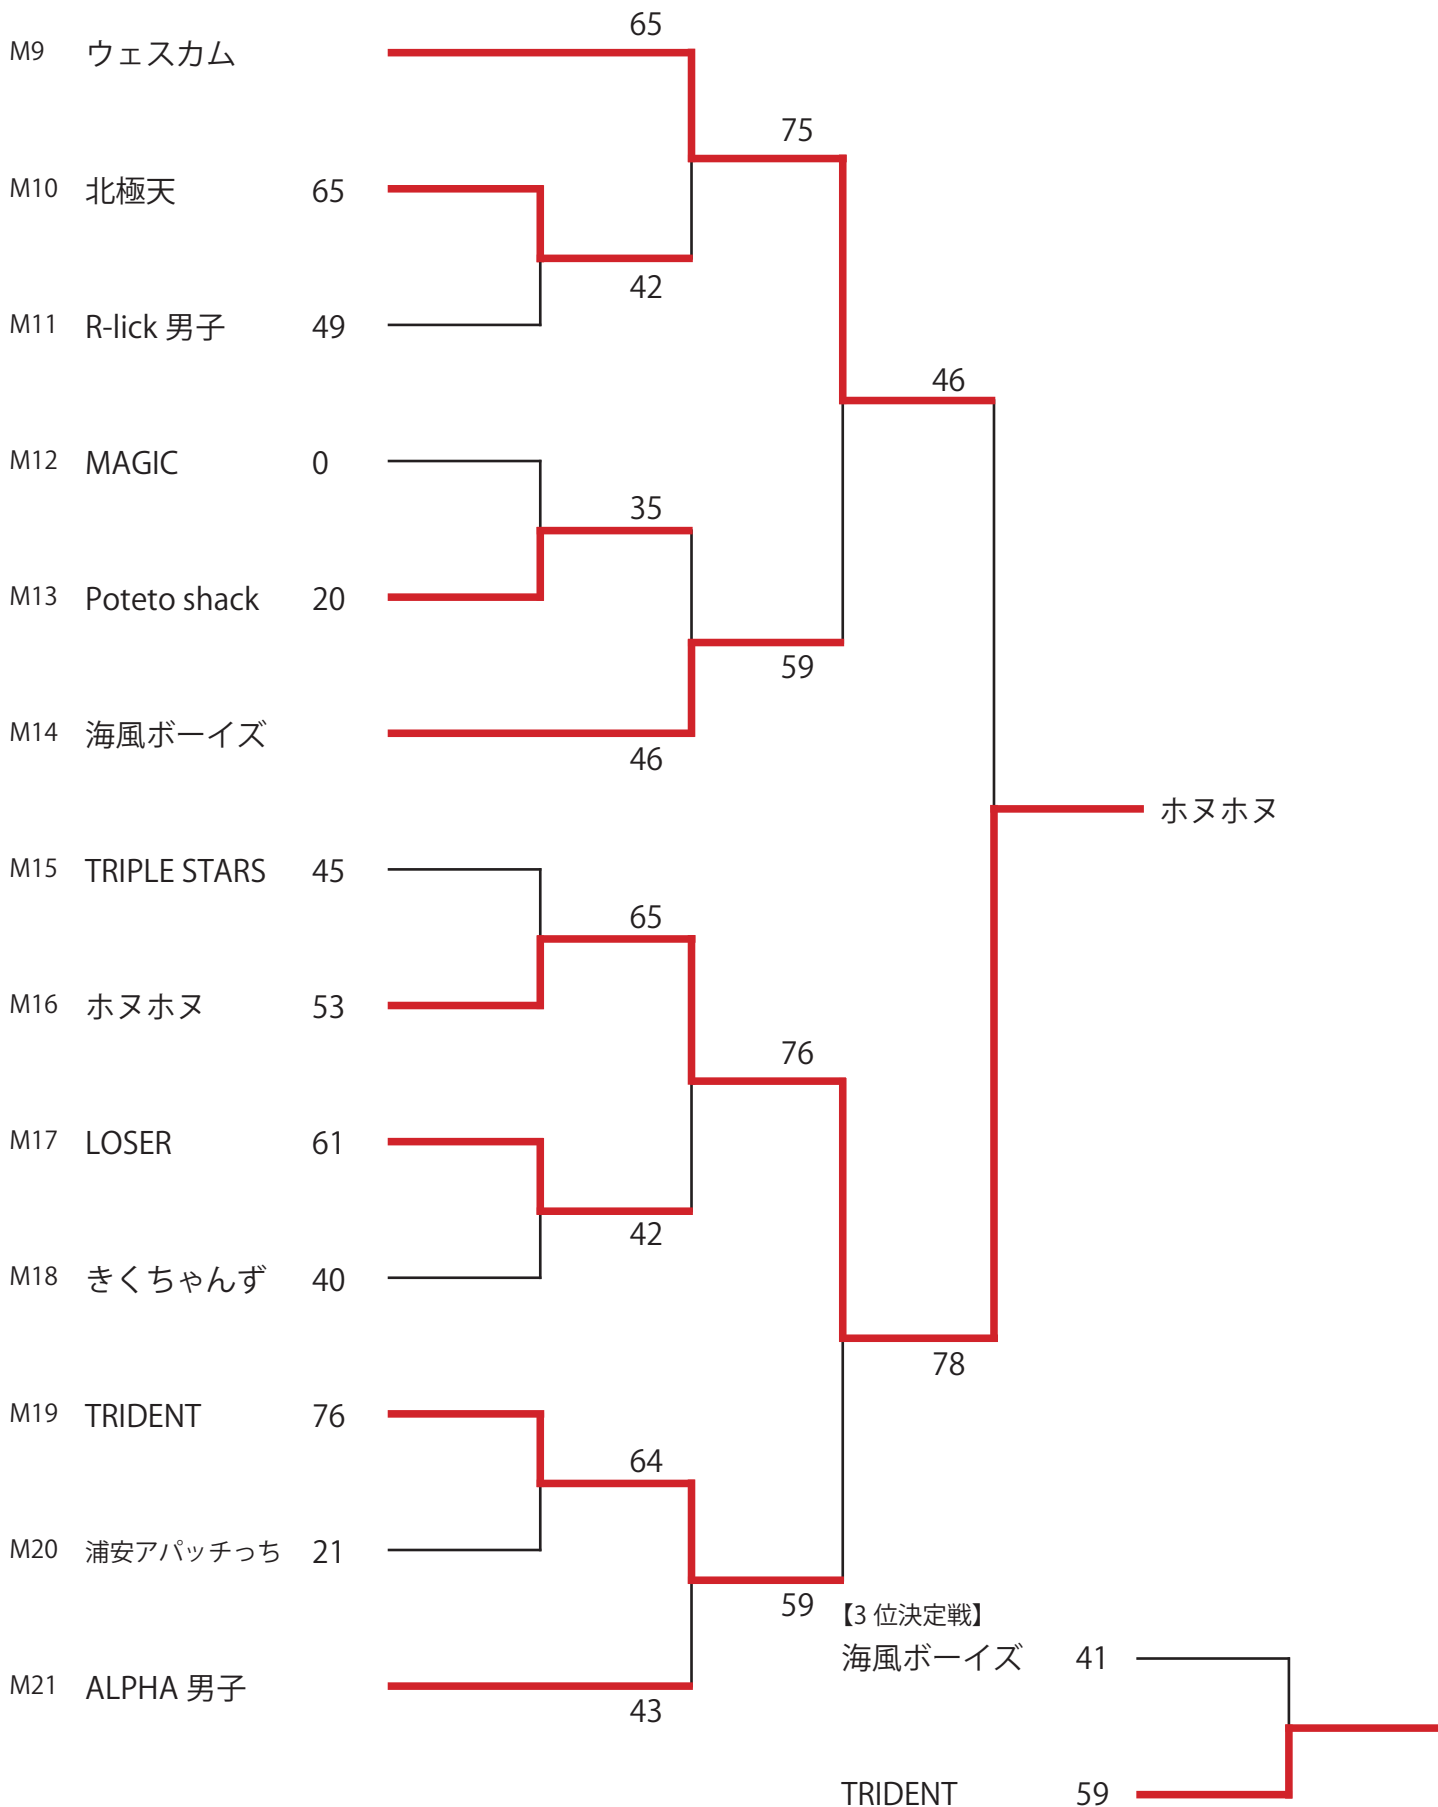 65
M9 ウェスカム
75
M10 北極天 65
42
M11 R-lick 男子 49
46
M12 MAGIC 0
35
M13 Poteto shack 20
59
M14 海風ボーイズ
46
ホヌホヌ
M15 TRIPLE STARS 45
65
M16 ホヌホヌ 53
76
M17 LOSER 61
42
M18 きくちゃんず 40
78
M19 TRIDENT 76
64
M20 浦安アパッチっち 21
59
【3 位決定戦】
海風ボーイズ 41
M21 ALPHA 男子
43
TRIDENT 59